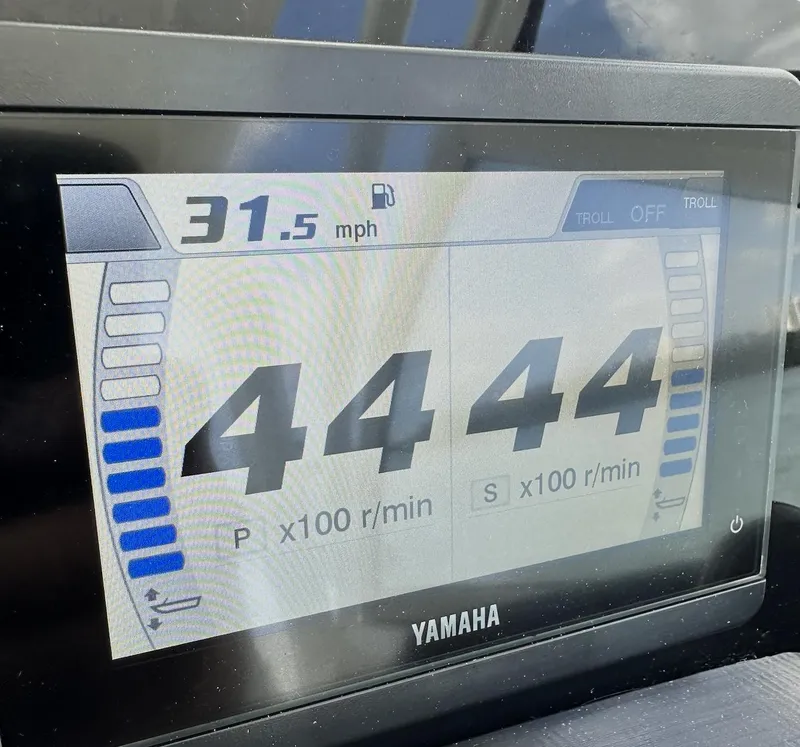 31.5 mph
TROLL OFF TROLL
44 44
P x100 r/min S x100 r/min
YAMAHA